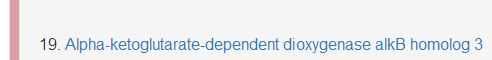 19. Alpha-ketoglutarate-dependent dioxygenase alkB homolog 3